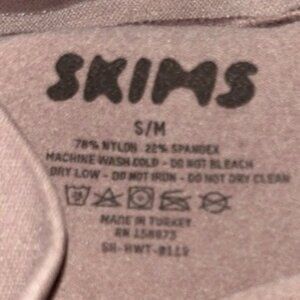 SKIMS
S/M
78% NYLON - 22% SPANDEX
MACHINE WASH COLD - DO NOT BLEACH
DRY LOW - DO NOT IRON - DO NOT DRY CLEAN
MADE IN TURKEY
RN 158873